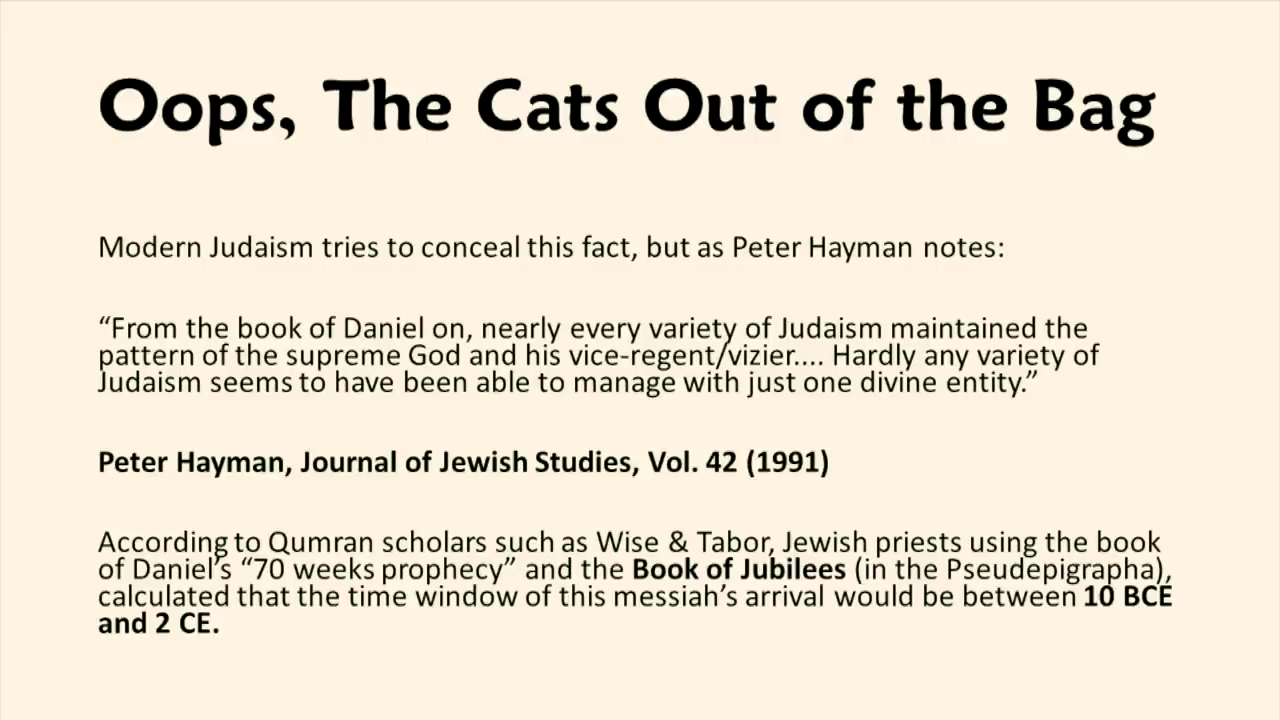 Oops, The Cats Out of the Bag
Modern Judaism tries to conceal this fact, but as Peter Hayman notes:
“From the book of Daniel on, nearly every variety of Judaism maintained the
pattern of the supreme God and his vice-regent/vizier.... Hardly any variety of
Judaism seems to have been able to manage with just one divine entity.”
Peter Hayman, Journal of Jewish Studies, Vol. 42 (1991)
According to Qumran scholars such as Wise & Tabor, Jewish priests using the book
of Daniel’s “70 weeks prophecy” and the Book of Jubilees (in the Pseudepigrapha),
calculated that the time window of this messiah’s arrival would be between 10 BCE
and 2 CE.